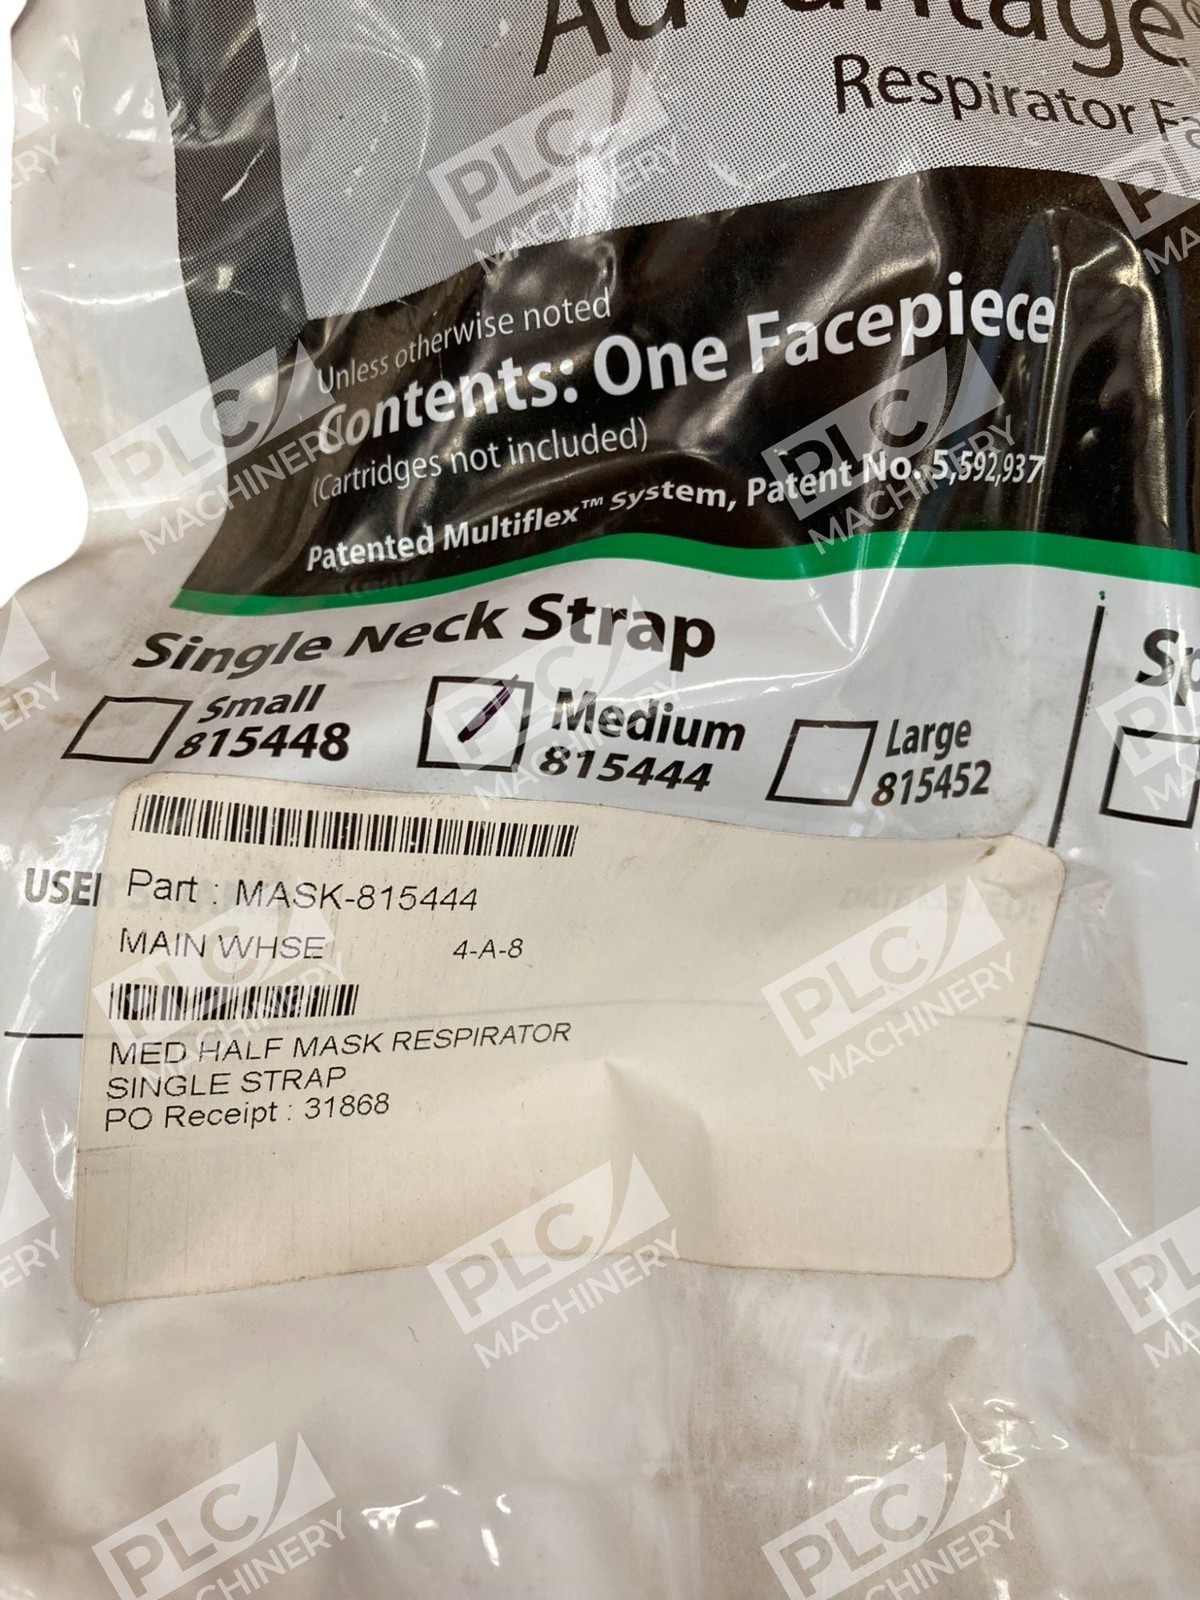 Advantage®
Respirator
Unless otherwise noted
Contents: One Facepiece
(Cartridges not included)
Patented Multiflex™ System, Patent No. 5,592,937
Single Neck Strap
Small
815448
Medium
815444
Large
815452
Part : MASK-815444
MAIN WHSE 4-A-8
MED HALF MASK RESPIRATOR
SINGLE STRAP
PO Receipt : 31868
PLC MACHINERY